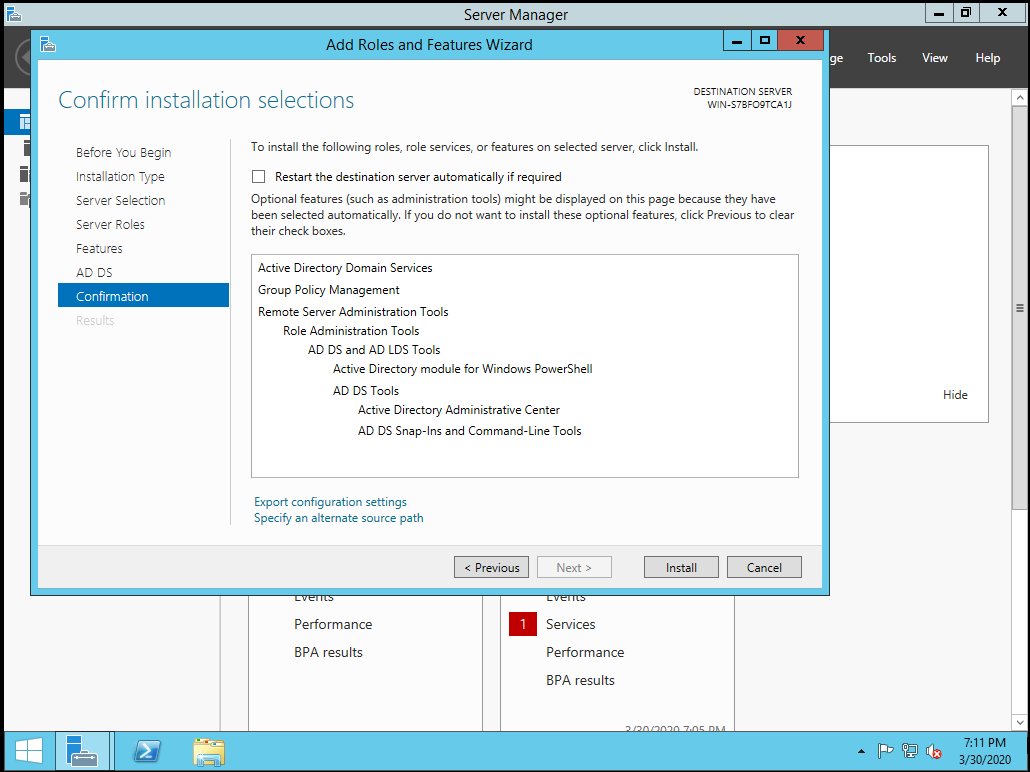 Server Manager
Add Roles and Features Wizard
Tools
View
Help
Confirm installation selections
DESTINATION SERVER
WIN-S7BFO9TCA1J
Before You Begin
Installation Type
Server Selection
Server Roles
Features
AD DS
Confirmation
Results
To install the following roles, role services, or features on selected server, click Install.
Restart the destination server automatically if required
Optional features (such as administration tools) might be displayed on this page because they have
been selected automatically. If you do not want to install these optional features, click Previous to clear
their check boxes.
Active Directory Domain Services
Group Policy Management
Remote Server Administration Tools
Role Administration Tools
AD DS and AD LDS Tools
Active Directory module for Windows PowerShell
AD DS Tools
Active Directory Administrative Center
AD DS Snap-Ins and Command-Line Tools
Hide
Export configuration settings
Specify an alternate source path
< Previous
Next >
Install
Cancel
Events
Performance
BPA results
Events
1 Services
Performance
BPA results
3/30/2020 7:05 PM
7:11 PM
3/30/2020